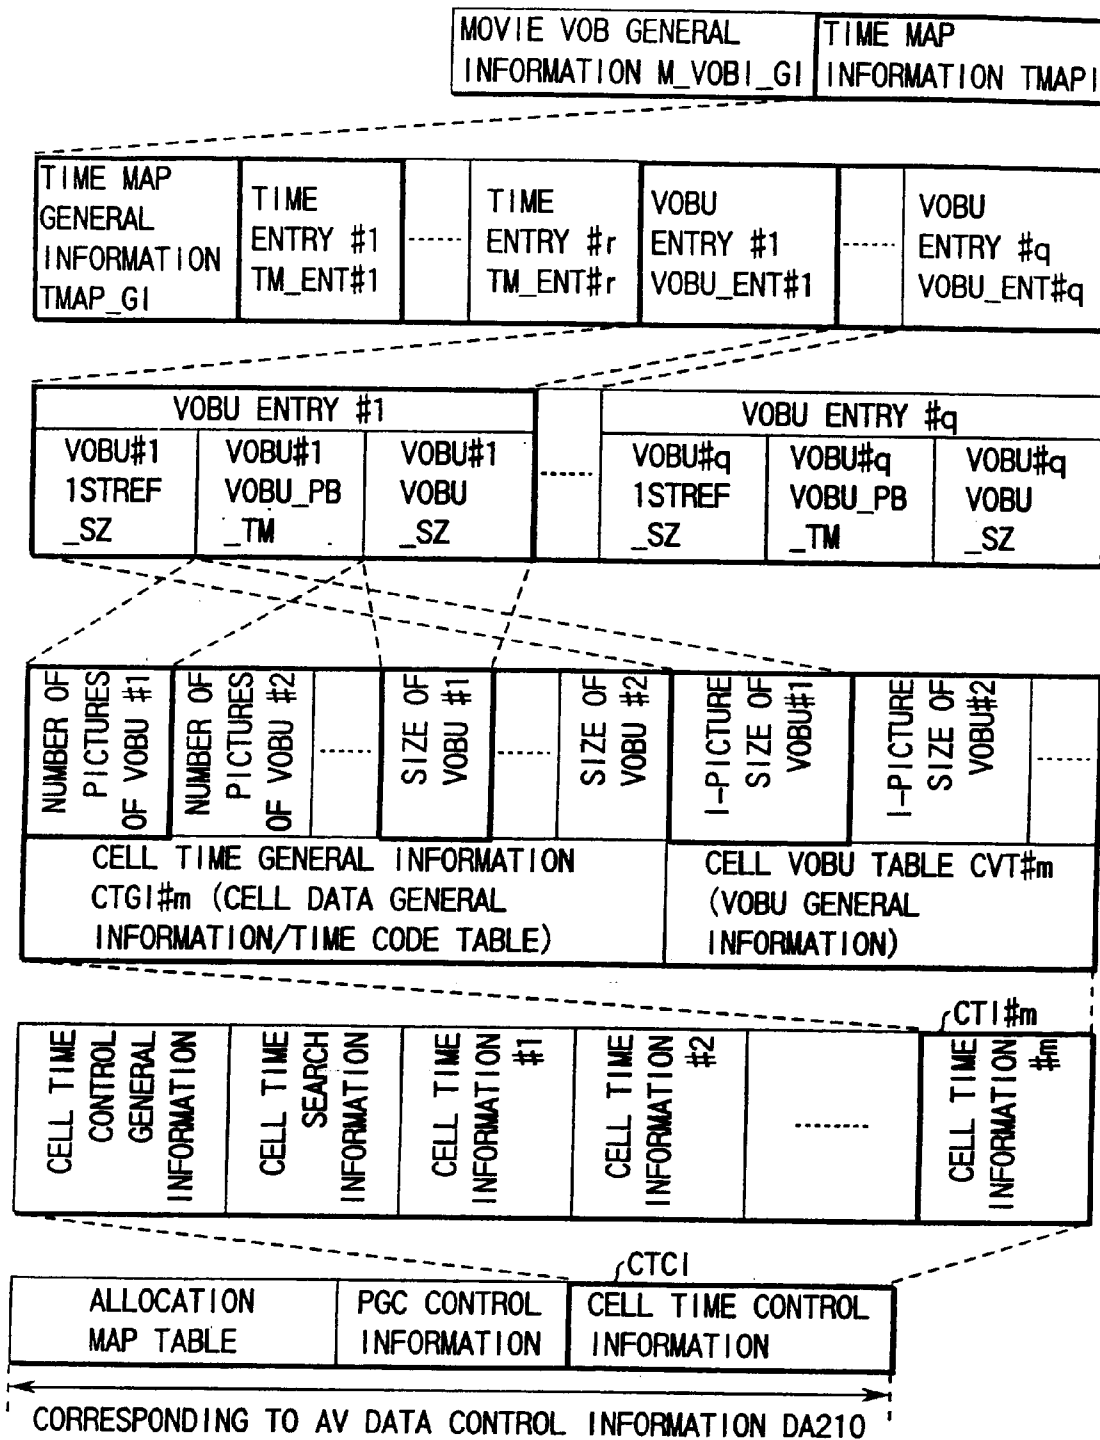 MOVIE VOB GENERAL
INFORMATION M_VOBI_GI
TIME MAP
INFORMATION TMAPI
TIME MAP
GENERAL
INFORMATION
TMAP_GI
TIME
ENTRY #1
TM_ENT#1
TIME
ENTRY #r
TM_ENT#r
VOBU
ENTRY #1
VOBU_ENT#1
VOBU
ENTRY #q
VOBU_ENT#q
VOBU ENTRY #1
VOBU#1
1STREF
_SZ
VOBU#1
VOBU_PB
_TM
VOBU#1
VOBU
_SZ
VOBU ENTRY #q
VOBU#q
1STREF
_SZ
VOBU#q
VOBU_PB
_TM
VOBU#q
VOBU
_SZ
NUMBER OF
PICTURES
OF VOBU #1
NUMBER OF
PICTURES
OF VOBU #2
SIZE OF
VOBU #1
SIZE OF
VOBU #2
I-PICTURE
SIZE OF
VOBU#1
I-PICTURE
SIZE OF
VOBU#2
CELL TIME GENERAL INFORMATION
CTGI#m (CELL DATA GENERAL
INFORMATION/TIME CODE TABLE)
CELL VOBU TABLE CVT#m
(VOBU GENERAL
INFORMATION)
CTI#m
CELL TIME
CONTROL
GENERAL
INFORMATION
CELL TIME
SEARCH
INFORMATION
CELL TIME
INFORMATION
#1
CELL TIME
INFORMATION
#2
CELL TIME
INFORMATION
#m
CTCI
ALLOCATION
MAP TABLE
PGC CONTROL
INFORMATION
CELL TIME CONTROL
INFORMATION
CORRESPONDING TO AV DATA CONTROL INFORMATION DA210